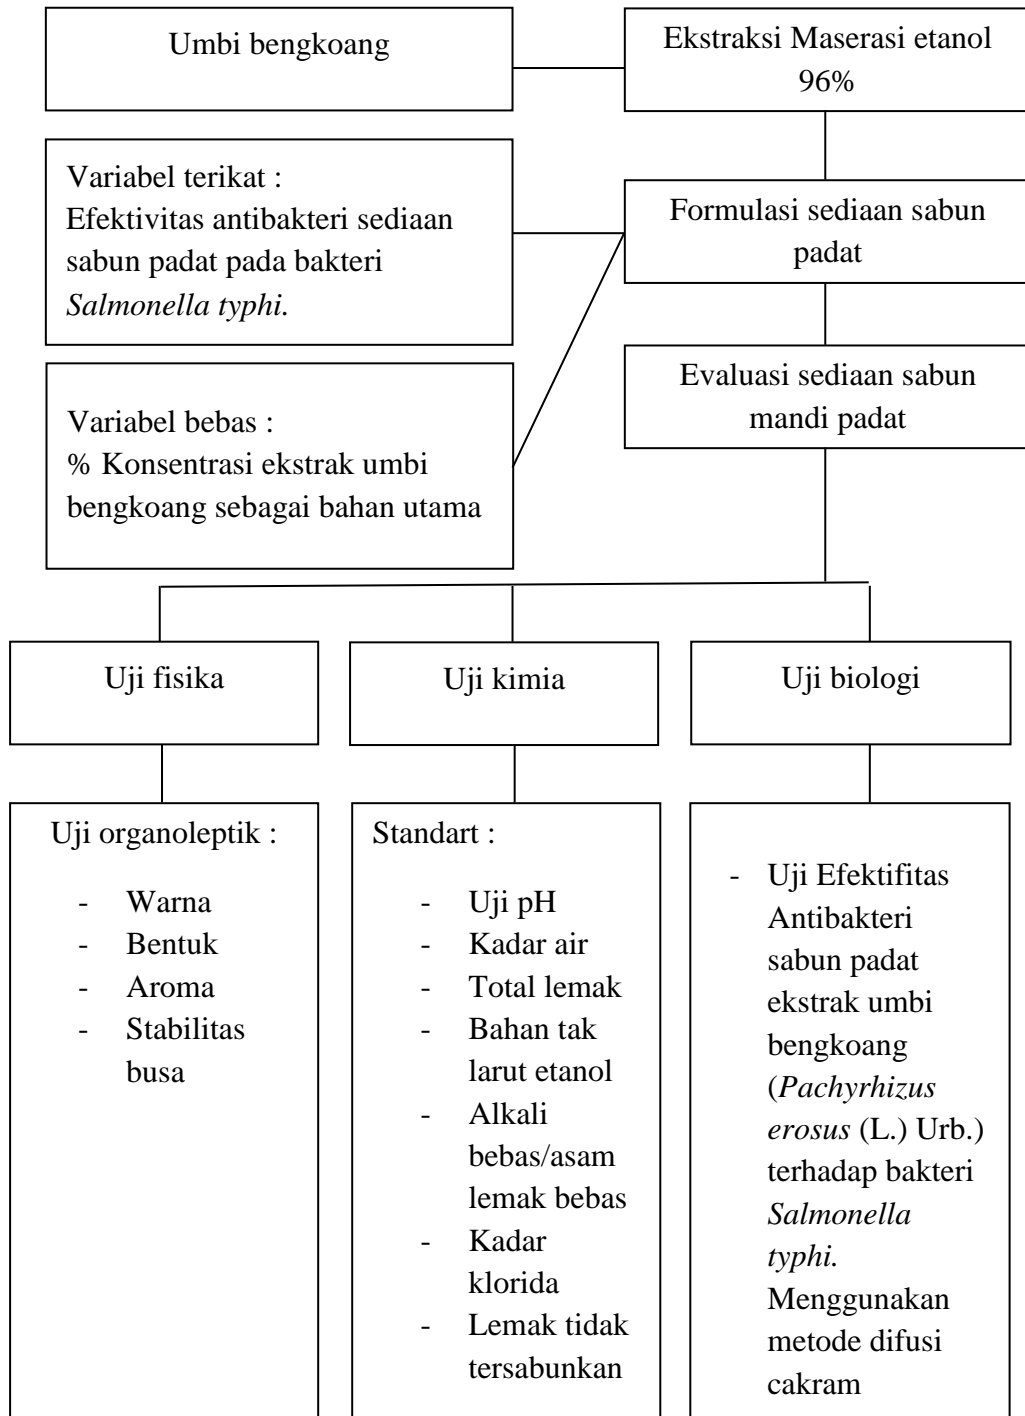 Umbi bengkoang
Ekstraksi Maserasi etanol
96%
Variabel terikat :
Efektivitas antibakteri sediaan
sabun padat pada bakteri
Salmonella typhi.
Formulasi sediaan sabun
padat
Variabel bebas :
% Konsentrasi ekstrak umbi
bengkoang sebagai bahan utama
Evaluasi sediaan sabun
mandi padat
Uji fisika
Uji kimia
Uji biologi
Uji organoleptik :
- Warna
- Bentuk
- Aroma
- Stabilitas
busa
Standart :
- Uji pH
- Kadar air
- Total lemak
- Bahan tak
larut etanol
- Alkali
bebas/asam
lemak bebas
- Kadar
klorida
- Lemak tidak
tersabunkan
- Uji Efektifitas
Antibakteri
sabun padat
ekstrak umbi
bengkoang
(Pachyrhizus
erosus (L.) Urb.)
terhadap bakteri
Salmonella
typhi.
Menggunakan
metode difusi
cakram